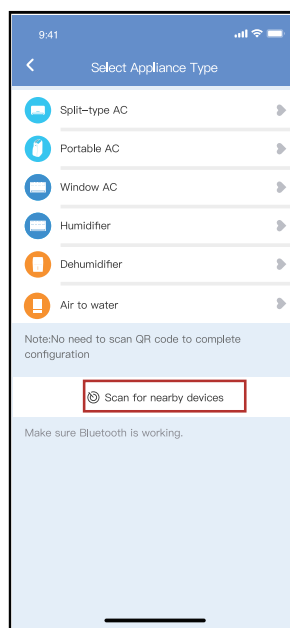 9:41
Select Appliance Type
Split-type AC
Portable AC
Window AC
Humidifier
Dehumidifier
Air to water
Note:No need to scan QR code to complete
configuration
Scan for nearby devices
Make sure Bluetooth is working.